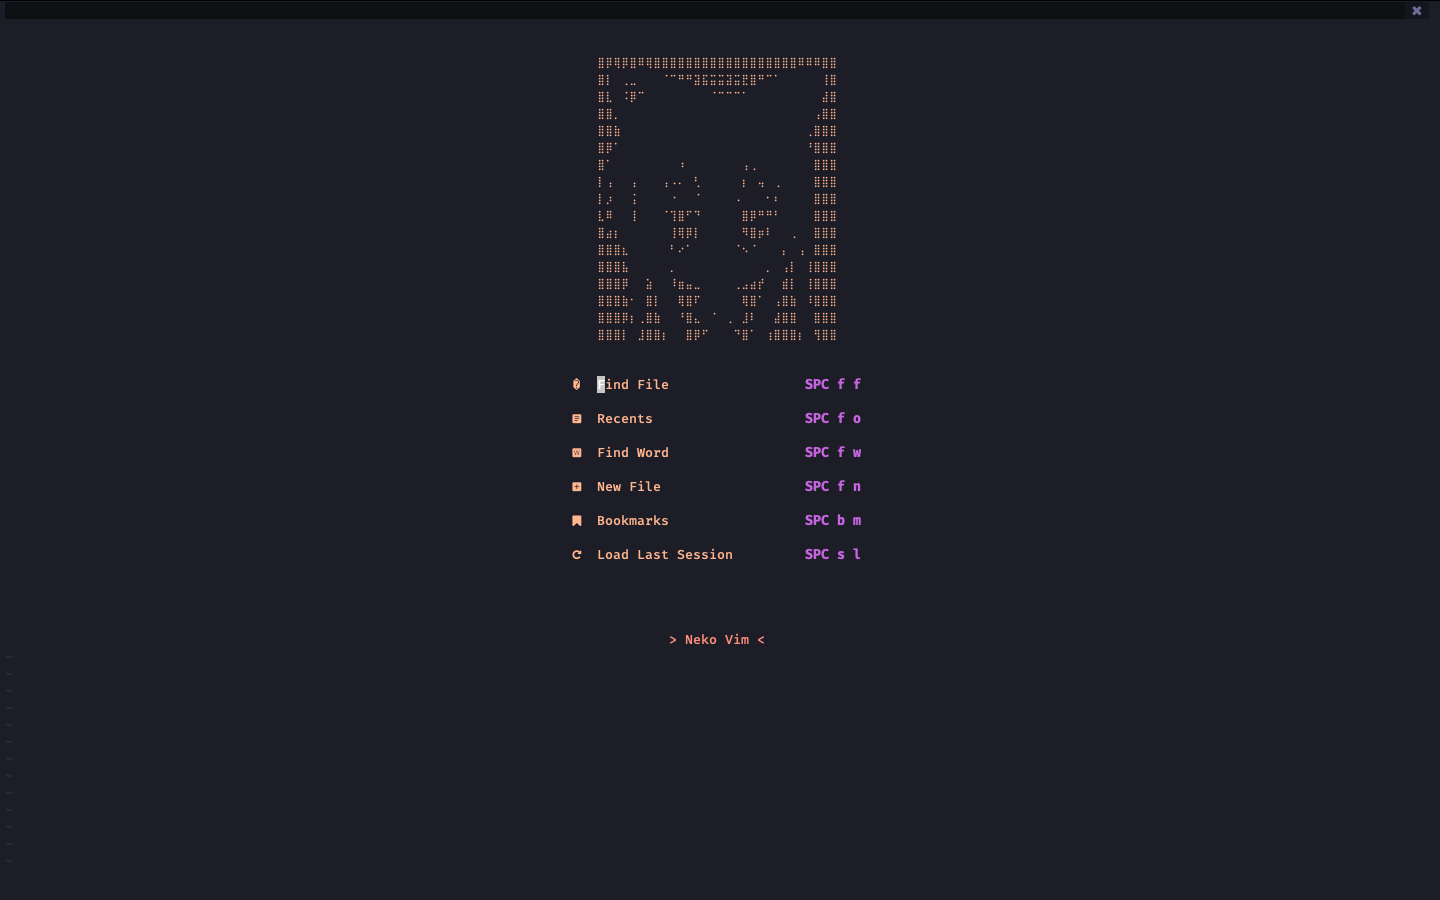 Find File SPC f f
Recents SPC f o
Find Word SPC f w
New File SPC f n
Bookmarks SPC b m
Load Last Session SPC s l
> Neko Vim <